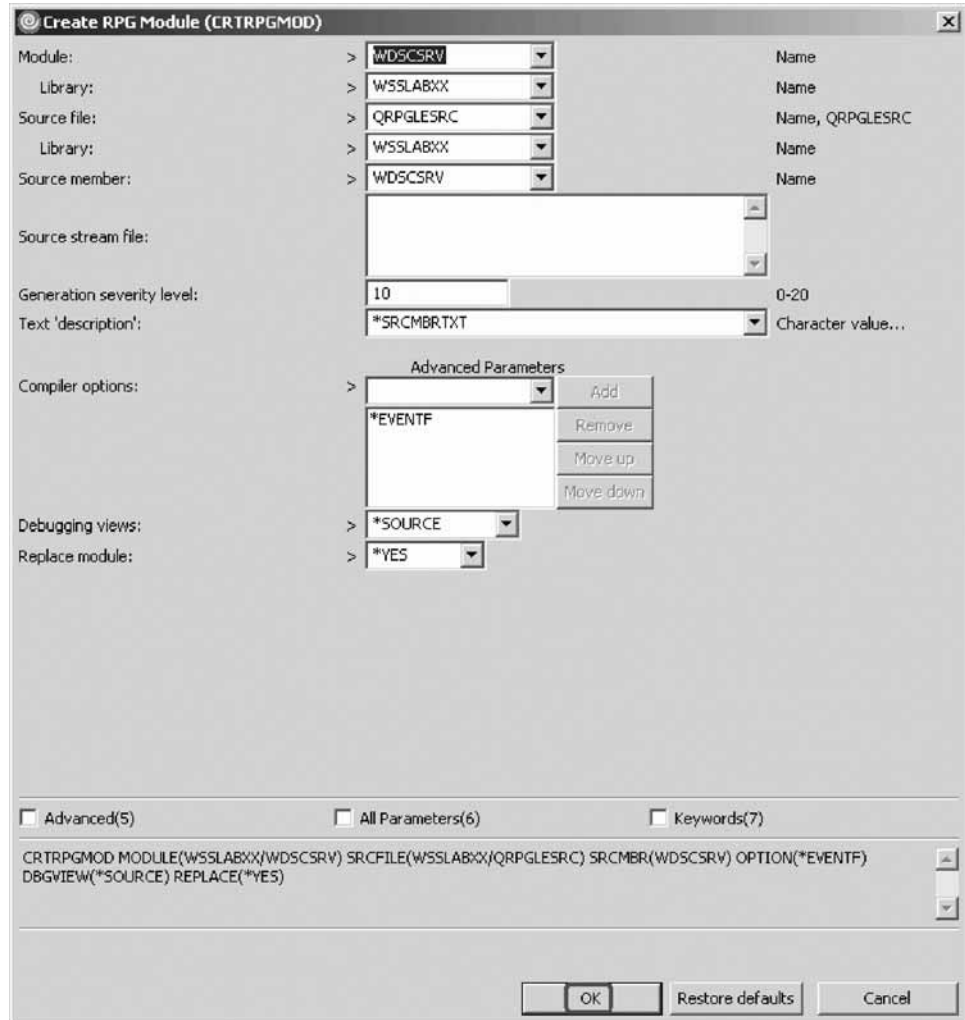 Create RPG Module (CRTRPGMOD)
Module: > WDSCSRV Name
Library: > WSSLABXX Name
Source file: > QRPGLESRC Name, QRPGLESRC
Library: > WSSLABXX Name
Source member: > WDSCSRV Name
Source stream file:
Generation severity level: 10 0-20
Text 'description': *SRCMBRTXT Character value...
Advanced Parameters
Compiler options: > Add
*EVENTF Remove
Move up
Move down
Debugging views: > *SOURCE
Replace module: > *YES
Advanced(5) All Parameters(6) Keywords(7)
CRTRPGMOD MODULE(WSSLABXX/WDSCSRV) SRCFILE(WSSLABXX/QRPGLESRC) SRCMBR(WDSCSRV) OPTION(*EVENTF)
DBGVIEW(*SOURCE) REPLACE(*YES)
OK Restore defaults Cancel